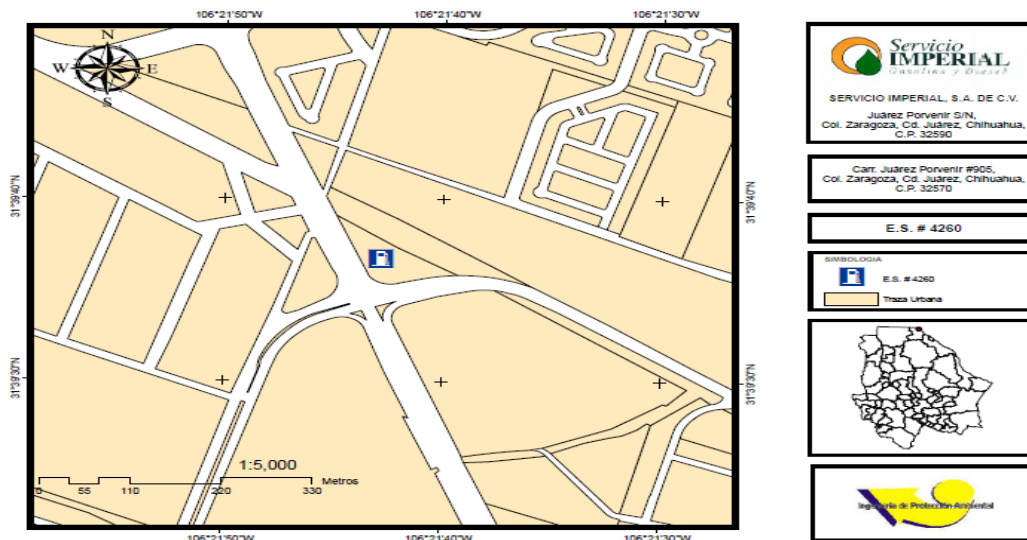 106°21'50"W 106°21'40"W 106°21'30"W
N
W E
S
31°39'40"N 31°39'40"N
31°39'30"N 31°39'30"N
1:5,000
0 55 110 220 330 Metros
106°21'50"W 106°21'40"W 106°21'30"W
Servicio
IMPERIAL
Gasolina y Diesel
SERVICIO IMPERIAL, S.A. DE C.V.
Juárez Porvenir S/N,
Col. Zaragoza, Cd. Juárez, Chihuahua,
C.P. 32590
Carr. Juárez Porvenir #905,
Col. Zaragoza, Cd. Juárez, Chihuahua,
C.P. 32570
E.S. # 4260
SIMBOLOGIA
E.S. # 4260
Traza Urbana
Ingeniería de Protección Ambiental